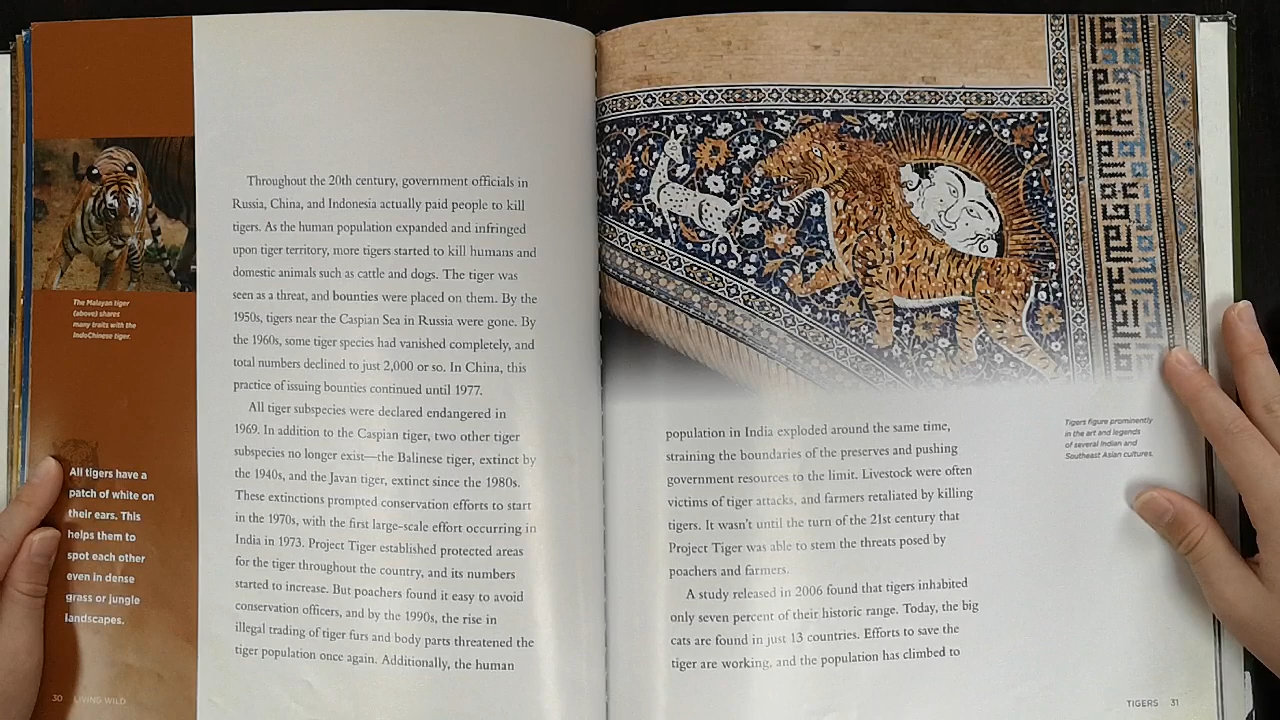 The Malayan tiger
(above) shares
many traits with the
IndoChinese tiger.
All tigers have a
patch of white on
their ears. This
helps them to
spot each other
even in dense
grass or jungle
landscapes.
30 LIVING WILD
Throughout the 20th century, government officials in
Russia, China, and Indonesia actually paid people to kill
tigers. As the human population expanded and infringed
upon tiger territory, more tigers started to kill humans and
domestic animals such as cattle and dogs. The tiger was
seen as a threat, and bounties were placed on them. By the
1950s, tigers near the Caspian Sea in Russia were gone. By
the 1960s, some tiger species had vanished completely, and
total numbers declined to just 2,000 or so. In China, this
practice of issuing bounties continued until 1977.
All tiger subspecies were declared endangered in
1969. In addition to the Caspian tiger, two other tiger
subspecies no longer exist—the Balinese tiger, extinct by
the 1940s, and the Javan tiger, extinct since the 1980s.
These extinctions prompted conservation efforts to start
in the 1970s, with the first large-scale effort occurring in
India in 1973. Project Tiger established protected areas
for the tiger throughout the country, and its numbers
started to increase. But poachers found it easy to avoid
conservation officers, and by the 1990s, the rise in
illegal trading of tiger furs and body parts threatened the
tiger population once again. Additionally, the human
population in India exploded around the same time,
straining the boundaries of the preserves and pushing
government resources to the limit. Livestock were often
victims of tiger attacks, and farmers retaliated by killing
tigers. It wasn't until the turn of the 21st century that
Project Tiger was able to stem the threats posed by
poachers and farmers.
A study released in 2006 found that tigers inhabited
only seven percent of their historic range. Today, the big
cats are found in just 13 countries. Efforts to save the
tiger are working, and the population has climbed to
Tigers figure prominently
in the art and legends
of several Indian and
Southeast Asian cultures.
TIGERS 31